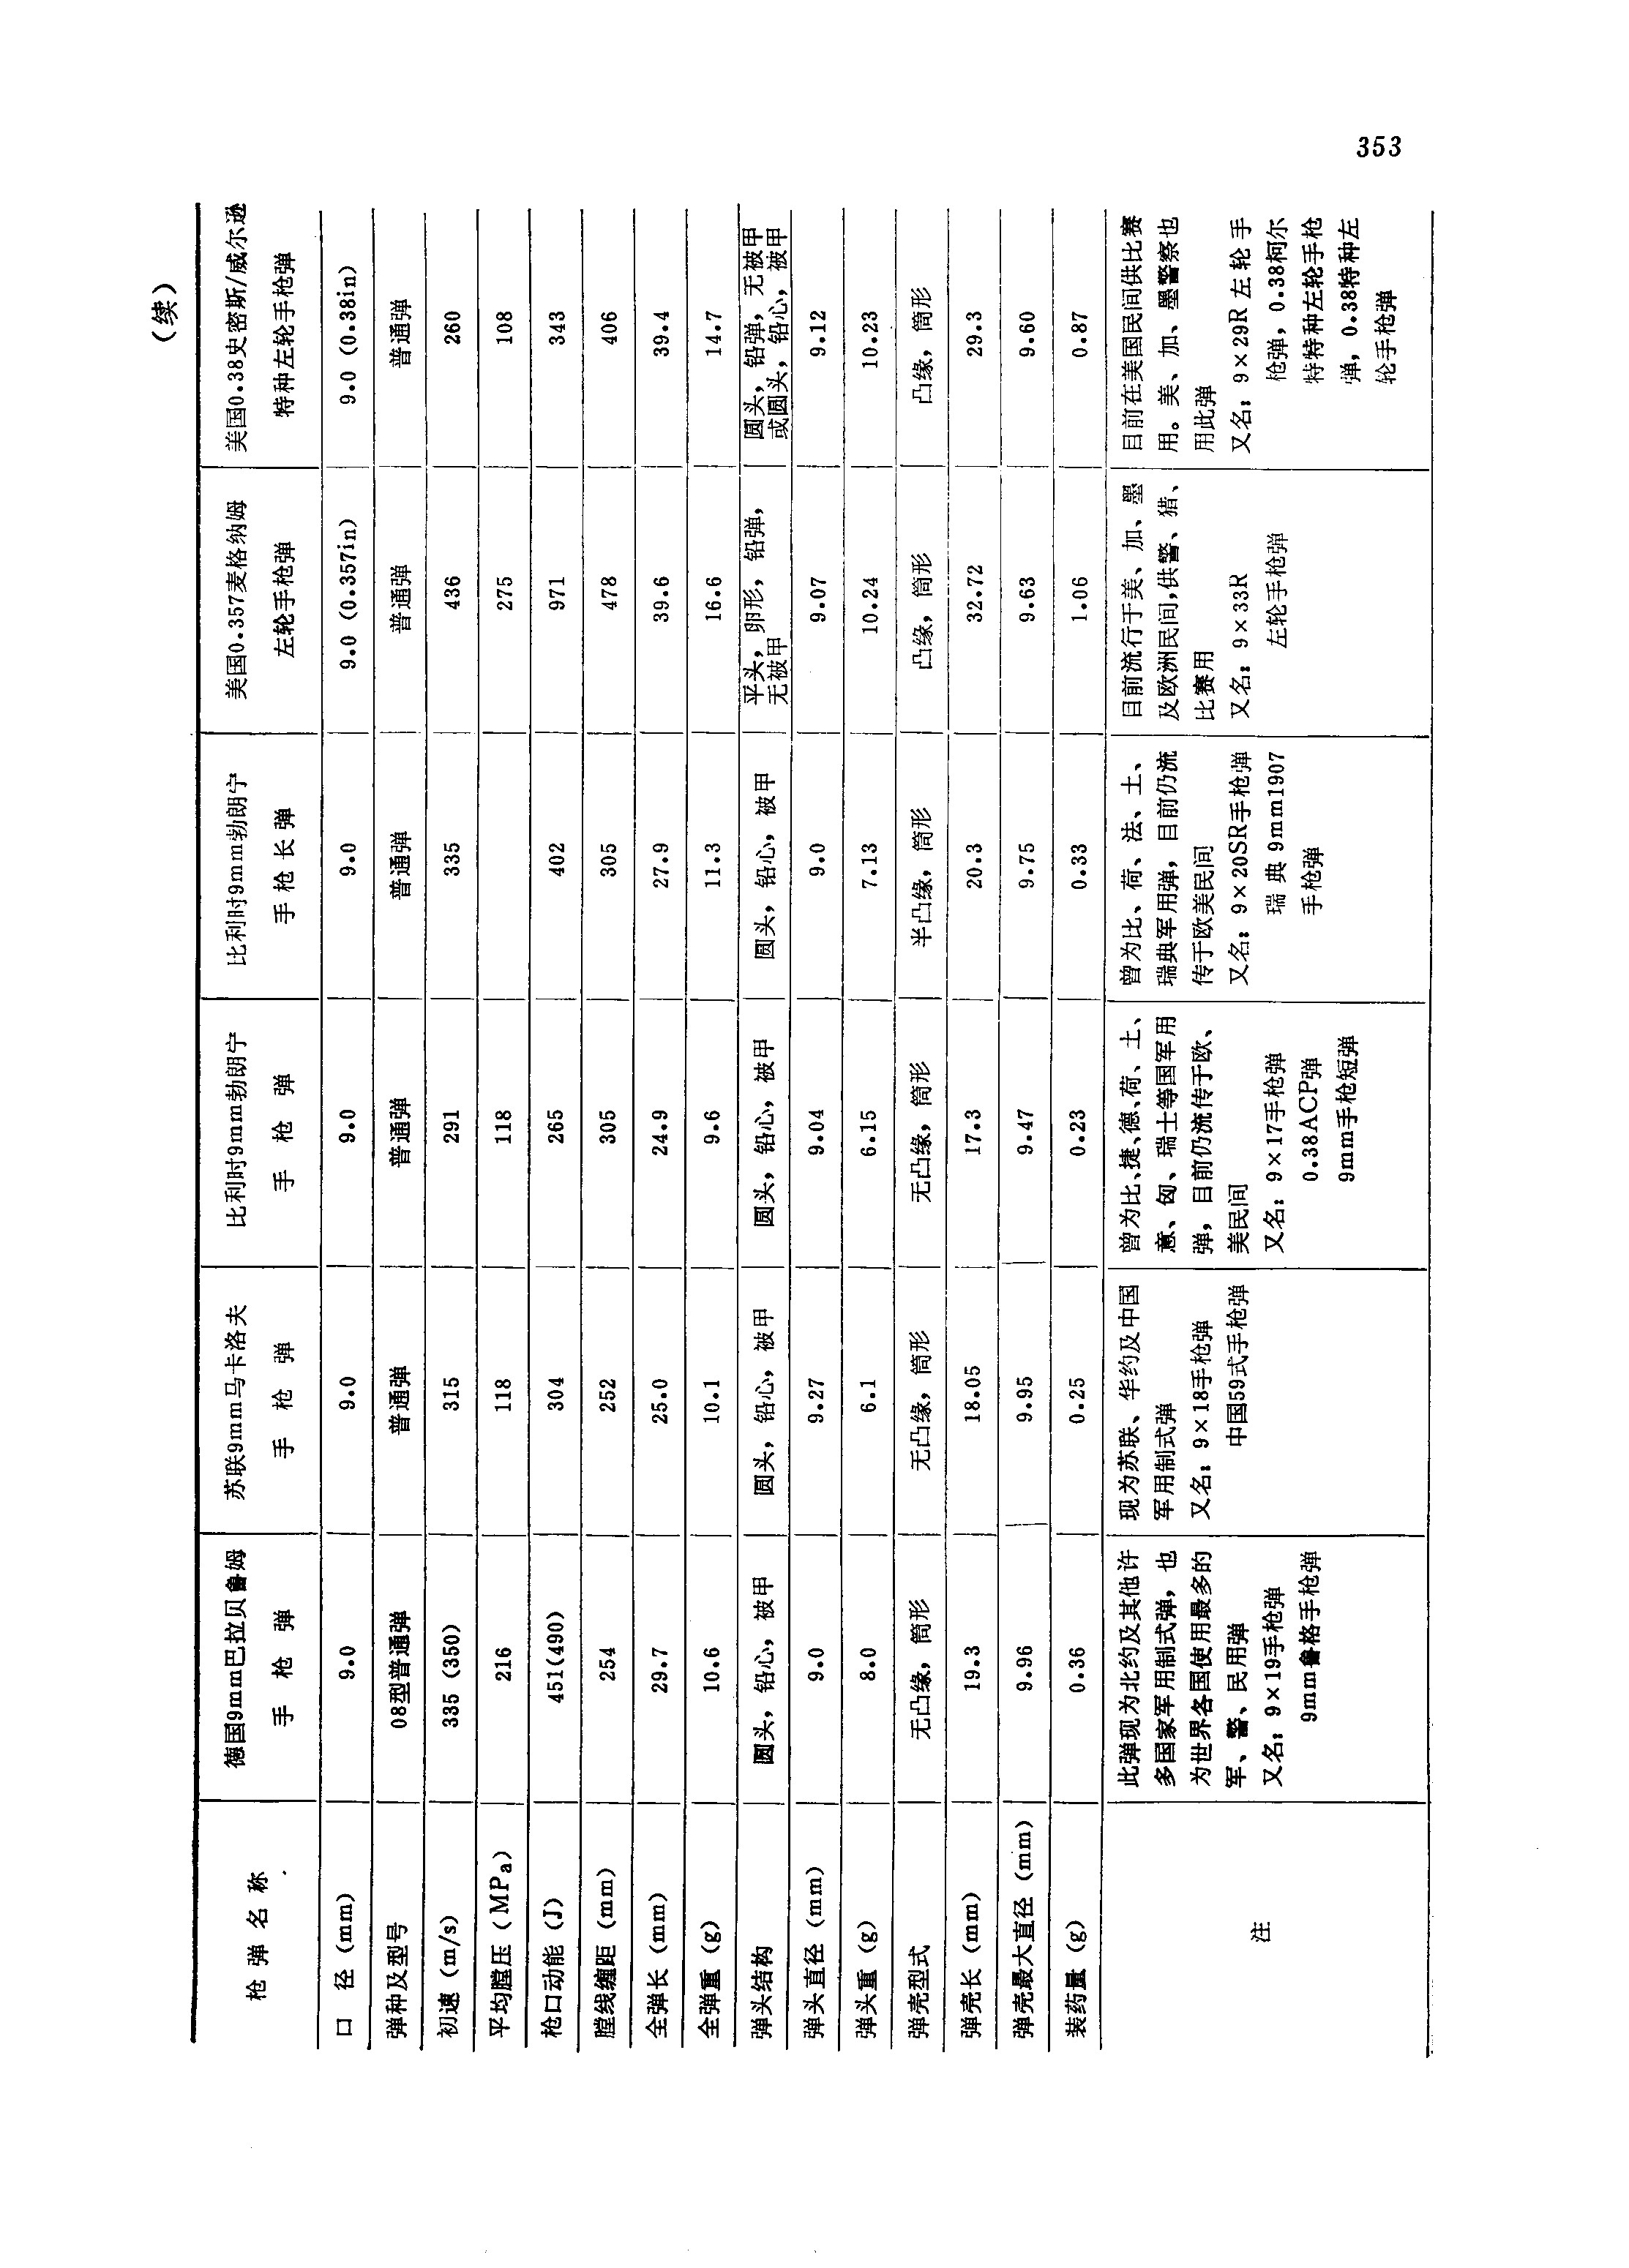 353
（续）
枪弹名称 德国9mm巴拉贝鲁姆手枪弹 苏联9mm马卡洛夫手枪弹 比利时9mm勃朗宁手枪弹 比利时9mm勃朗宁手枪长弹 美国0.357麦格纳姆左轮手枪弹 美国0.38史密斯/威尔逊特种左轮手枪弹
口径（mm） 9.0 9.0 9.0 9.0 9.0（0.357in） 9.0（0.38in）
弹种及型号 08型普通弹 普通弹 普通弹 普通弹 普通弹 普通弹
初速（m/s） 335（350） 315 291 335 436 260
平均膛压（MPa） 216 118 118 275 108
枪口动能（J） 451(490) 304 265 402 971 343
膛线缠距（mm） 254 252 305 305 478 406
全弹长（mm） 29.7 25.0 24.9 27.9 39.6 39.4
全弹重（g） 10.6 10.1 9.6 11.3 16.6 14.7
弹头结构 圆头，铅心，被甲 圆头，铅心，被甲 圆头，铅心，被甲 圆头，铅心，被甲 平头，卵形，铅弹，无被甲 圆头，铅弹，无被甲或圆头，铅心，被甲
弹头直径（mm） 9.0 9.27 9.04 9.0 9.07 9.12
弹头重（g） 8.0 6.1 6.15 7.13 10.24 10.23
弹壳型式 无凸缘，筒形 无凸缘，筒形 无凸缘，筒形 半凸缘，筒形 凸缘，筒形 凸缘，筒形
弹壳长（mm） 19.3 18.05 17.3 20.3 32.72 29.3
弹壳最大直径（mm） 9.96 9.95 9.47 9.75 9.63 9.60
装药量（g） 0.36 0.25 0.23 0.33 1.06 0.87
注
此弹现为北约及其他许
多国家军用制式弹，也
为世界各国使用最多的
军、警、民用弹
又名：9×19手枪弹
9mm鲁格手枪弹
现为苏联、华约及中国
军用制式弹
又名：9×18手枪弹
中国59式手枪弹
曾为比、捷、德、荷、土、
意、匈、瑞士等国军用
弹，目前仍流传于欧、
美民间
又名：9×17手枪弹
0.38ACP弹
9mm手枪短弹
曾为比、荷、法、土、
瑞典军用弹，目前仍流
传于欧美民间
又名：9×20SR手枪弹
瑞典9mm1907
手枪弹
目前流行于美、加、墨
及欧洲民间，供警、猎、
比赛用
又名：9×33R
左轮手枪弹
目前在美国民间供比赛
用。美、加、墨警察也
用此弹
又名：9×29R左轮手
枪弹，0.38柯尔
特特种左轮手枪
弹，0.38特种左
轮手枪弹